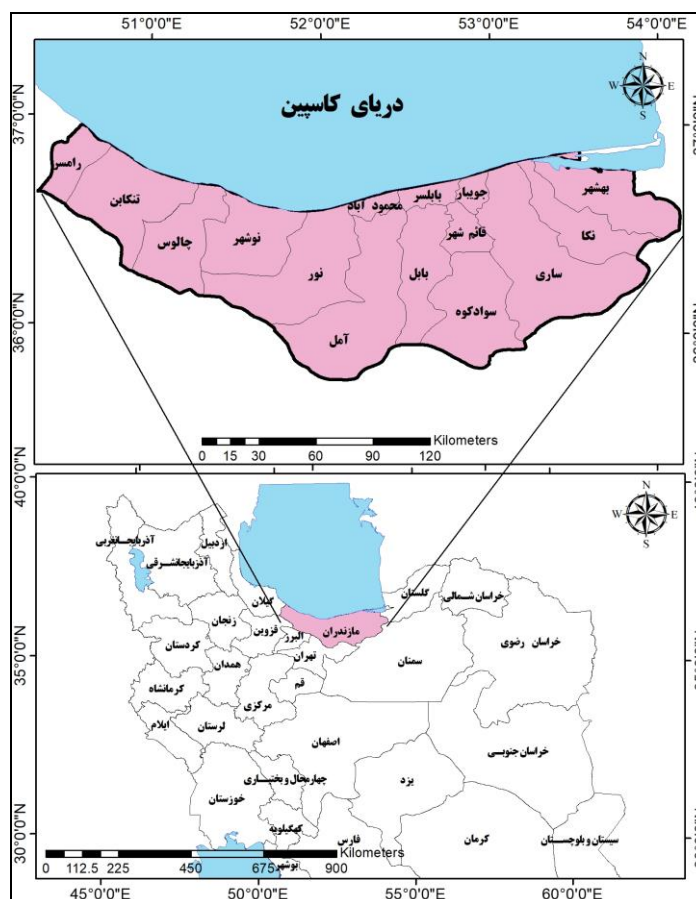 51°0'0"E 52°0'0"E 53°0'0"E 54°0'0"E
N
W E
S
دریای کاسپین
37°0'0"N
36°0'0"N
رامسر
تنکابن
چالوس
نوشهر
نور
محمود آباد
آمل
بابلسر
بابل
جویبار
قائم شهر
سوادکوه
ساری
نکا
بهشهر
Kilometers
0 15 30 60 90 120
40°0'0"N
35°0'0"N
30°0'0"N
N
W E
S
آذربایجانغربی
آذربایجانشرقی
اردبیل
گیلان
زنجان
قزوین
البرز
مازندران
گلستان
خراسان شمالی
خراسان رضوی
سمنان
تهران
قم
کردستان
همدان
کرمانشاه
مرکزی
ایلام
لرستان
اصفهان
خراسان جنوبی
چهارمحال و بختیاری
خوزستان
یزد
کهگیلویه
فارس
کرمان
سیستان و بلوچستان
بوشهر
Kilometers
0 112.5 225 450 675 900
45°0'0"E 50°0'0"E 55°0'0"E 60°0'0"E